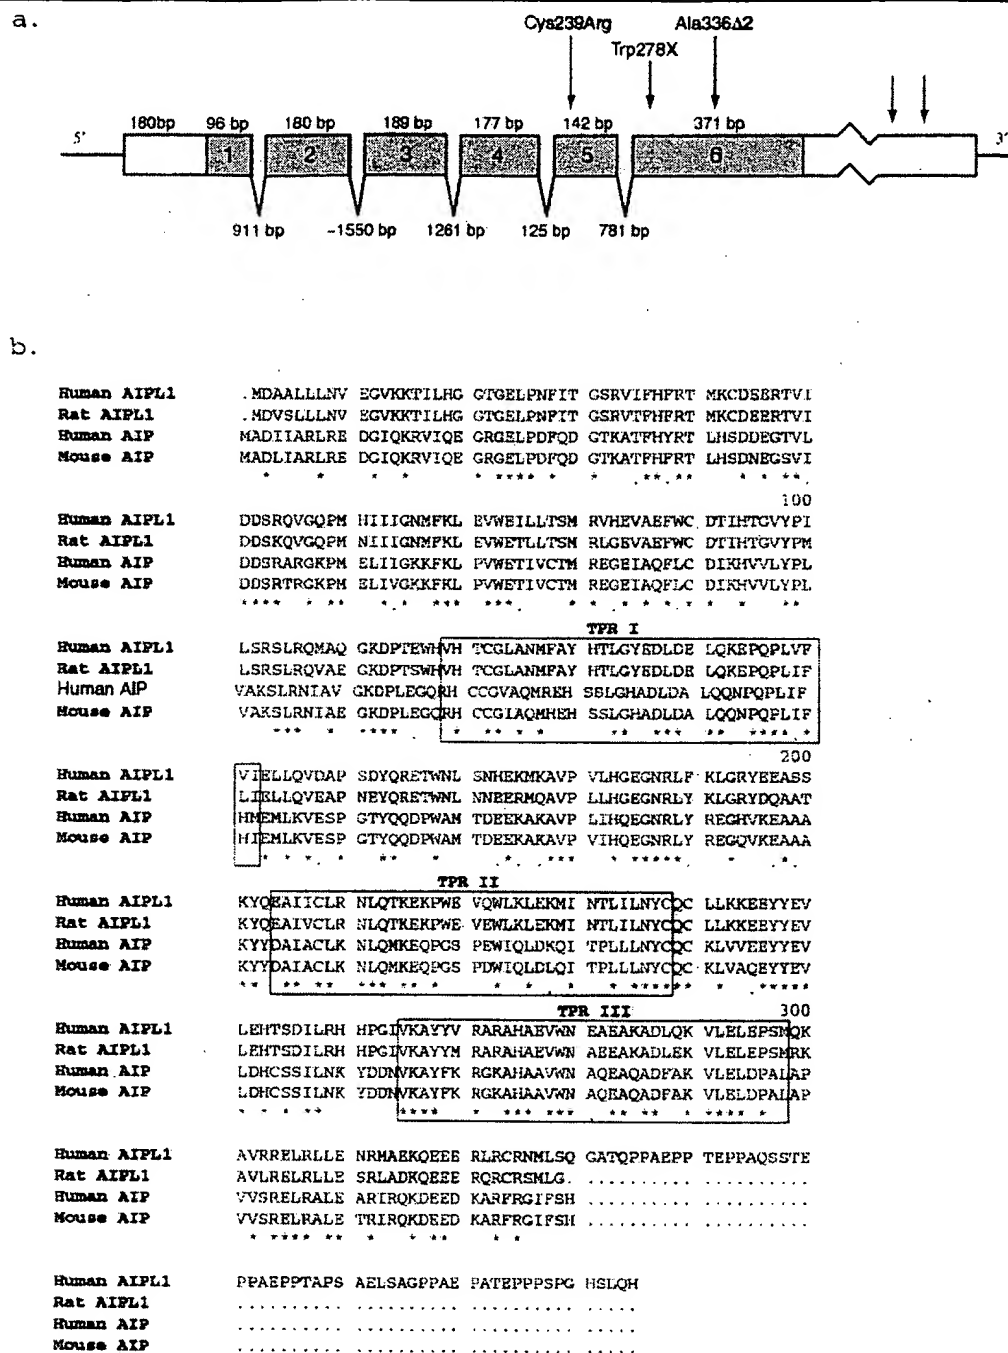 a.
Cys239Arg Ala336Δ2
Trp278X
180bp 96 bp 180 bp 189 bp 177 bp 142 bp 371 bp
5' 1 2 3 4 5 6 3'
911 bp ~1550 bp 1261 bp 125 bp 781 bp
b.
Human AIPL1 .MDAALLLNV EGVKKTILHG GTGELPNFIT GSRVIFHFRT MKCDSERTVI
Rat AIPL1 .MDVSLLLNV EGVKKTILHG GTGELPNFIT GSRVTFHFRT MKCDEERTVI
Human AIP MADIIARLRE DGIQKRVIQE GRGELPDFQD GTKATFHYRT LHSDDEGTVL
Mouse AIP MADLIARLRE DGIQKRVIQE GRGELPDFQD GTKATFHFRT LHSDNEGSVI
100
Human AIPL1 DDSRQVGQPM HIIIGNMFKL EVWEILLTSM RVHEVAEFWC DTIHTGVYPI
Rat AIPL1 DDSKQVGQPM NIIIGNMFKL EVWETLLTSM RLGEVAEFWC DTIHTGVYPM
Human AIP DDSRARGKPM ELIIGKKFKL PVWETIVCTM REGEIAQFLC DIKHVVLYPL
Mouse AIP DDSRTRGKPM ELIVGKKFKL PVWETIVCTM REGEIAQFLC DIKHVVLYPL
TPR I
Human AIPL1 LSRSLRQMAQ GKDPTEWHVH TCGLANMFAY HTLGYEDLDE LQKEPQPLVF
Rat AIPL1 LSRSLRQVAE GKDPTSWHVH TCGLANMFAY HTLGYEDLDE LQKEPQPLIF
Human AIP VAKSLRNIAV GKDPLEGQRH CCGVAQMREH SSLGHADLDA LQQNPQPLIF
Mouse AIP VAKSLRNIAE GKDPLEGQRH CCGIAQMHEH SSLGHADLDA LQQNPQPLIF
200
Human AIPL1 VIELLQVDAP SDYQRETWNL SNHEKMKAVP VLHGEGNRLF KLGRYEEASS
Rat AIPL1 LIELLQVEAP NEYQRETWNL NNEERMQAVP LLHGEGNRLY KLGRYDQAAT
Human AIP HMEMLKVESP GTYQQDPWAM TDEEKAKAVP LIHQEGNRLY REGHVKEAAA
Mouse AIP HIEMLKVESP GTYQQDPWAM TDEEKAKAVP VIHQEGNRLY REGQVKEAAA
TPR II
Human AIPL1 KYQEAIICLR NLQTKEKPWE VQWLKLEKMI NTLILNYCQC LLKKEEYYEV
Rat AIPL1 KYQEAIVCLR NLQTKEKPWE VEWLKLEKMI NTLILNYCQC LLKKEEYYEV
Human AIP KYYDAIACLK NLQMKEQPGS PEWIQLDKQI TPLLLNYCQC KLVVEEYYEV
Mouse AIP KYYDAIACLK NLQMKEQPGS PDWIQLDLQI TPLLLNYCQC KLVAQEYYEV
TPR III 300
Human AIPL1 LEHTSDILRH HPGIVKAYYV RARAHAEVWN EAEAKADLQK VLELEPSMQK
Rat AIPL1 LEHTSDILRH HPGIVKAYYM RARAHAEVWN AEEAKADLEK VLELEPSMRK
Human AIP LDHCSSILNK YDDNVKAYFK RGKAHAAVWN AQEAQADFAK VLELDPALAP
Mouse AIP LDHCSSILNK YDDNVKAYFK RGKAHAAVWN AQEAQADFAK VLELDPALAP
Human AIPL1 AVRRELRLLE NRMAEKQEEE RLRCRNMLSQ GATQPPAEPP TEPPAQSSTE
Rat AIPL1 AVLRELRLLE SRLADKQEEE RQRCRSMLG. .......... ..........
Human AIP VVSRELRALE ARIRQKDEED KARFRGIFSH .......... ..........
Mouse AIP VVSRELRALE TRIRQKDEED KARFRGIFSH .......... ..........
Human AIPL1 PPAEPPTAPS AELSAGPPAE PATEPPPSPG HSLQH
Rat AIPL1 .......... .......... .......... .....
Human AIP .......... .......... .......... .....
Mouse AIP .......... .......... .......... .....